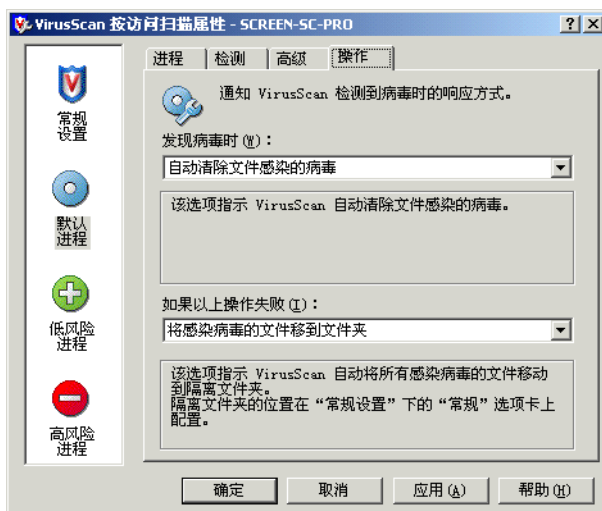 VirusScan 按访问扫描属性 - SCREEN-SC-PRO
常规
设置
默认
进程
低风险
进程
高风险
进程
进程
检测
高级
操作
通知 VirusScan 检测到病毒时的响应方式。
发现病毒时(W)：
自动清除文件感染的病毒
该选项指示 VirusScan 自动清除文件感染的病毒。
如果以上操作失败(I)：
将感染病毒的文件移到文件夹
该选项指示 VirusScan 自动将所有感染病毒的文件移动
到隔离文件夹。
隔离文件夹的位置在“常规设置”下的“常规”选项卡上
配置。
确定
取消
应用(A)
帮助(H)